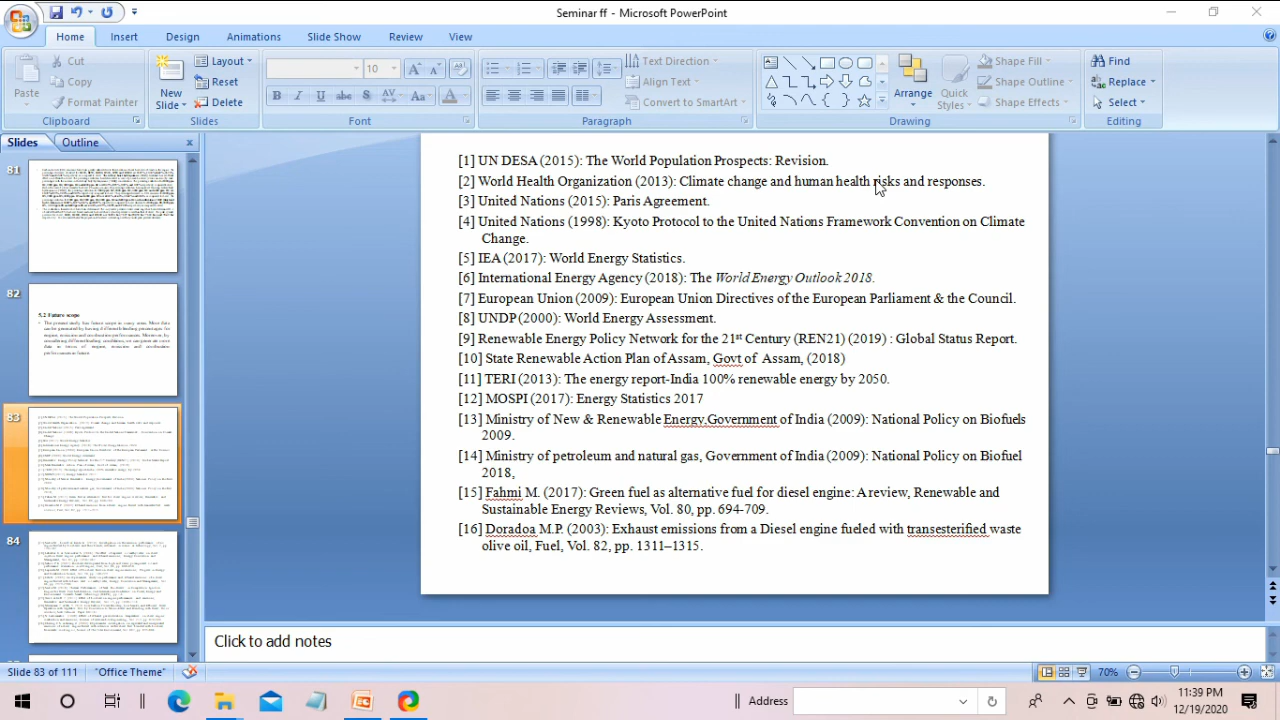 Seminar ff - Microsoft PowerPoint
Home Insert Design Animations Slide Show Review View
Cut Copy Format Painter Paste Clipboard
New Slide Layout Reset Delete Slides
10 Font
Text Direction Align Text Convert to SmartArt Paragraph
Arrange Quick Styles Shape Fill Shape Outline Shape Effects Drawing
Find Replace Select Editing
Slides Outline
81
82
5.2 Future scope
83
84
[1] UN DESA (2015): The World Population Prospects: Revision.
[2] World Health Organization (2013): Climate change and human health risks and responses.
[3] United Nations (2015): Paris Agreement.
[4] United Nations (1998): Kyoto Protocol to the United Nations Framework Convention on Climate
Change.
[5] IEA (2017): World Energy Statistics.
[6] International Energy Agency (2018): The World Energy Outlook 2018.
[7] European Union (2009): European Union Directives of the European Parliament & the Council.
[8] UNDP (2000): World Energy Assessment.
[9] Renewable Energy Policy Network for the 21st Century (REN21) (2019) : Global Status Report.
[10] State Renewable Action Plan of Assam, Govt of Assam, (2018)
[11] TERI (2013): The energy report-India 100% renewable energy by 2050.
[12] MOSPI (2017): Energy Statistics 2017
[13] Ministry of New & Renewable Energy Government of India (2009): National Policy on Biofuels
2009.
[14] Ministry of petroleum and natural gas, Government of India (2009): National Policy on Biofuel
2018.
[15] M. (2017): Green fuel as alternative fuel for diesel engine: A review, Renewable and
Sustainable Energy Reviews, Vol. 80, pp. 694-709.
[16] Doradoa M.P. (2003): Exhaust emissions from a Diesel engine fueled with transesterified waste
olive oil, Fuel, Vol. 82, pp. 1311–1315.
Click to add notes
Slide 83 of 111 "Office Theme" 70%
Address
11:39 PM
12/19/2020